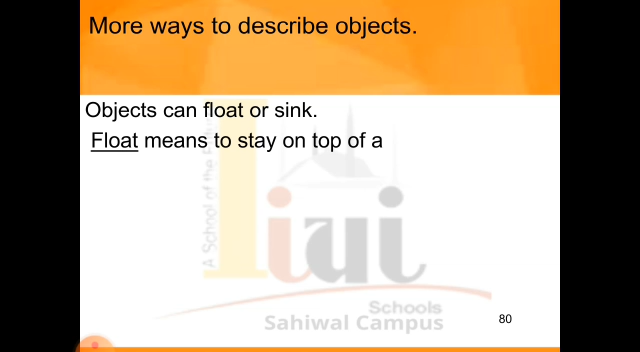 More ways to describe objects.
Objects can float or sink.
Float means to stay on top of a
A School of the
iiui
Schools
Sahiwal Campus
80